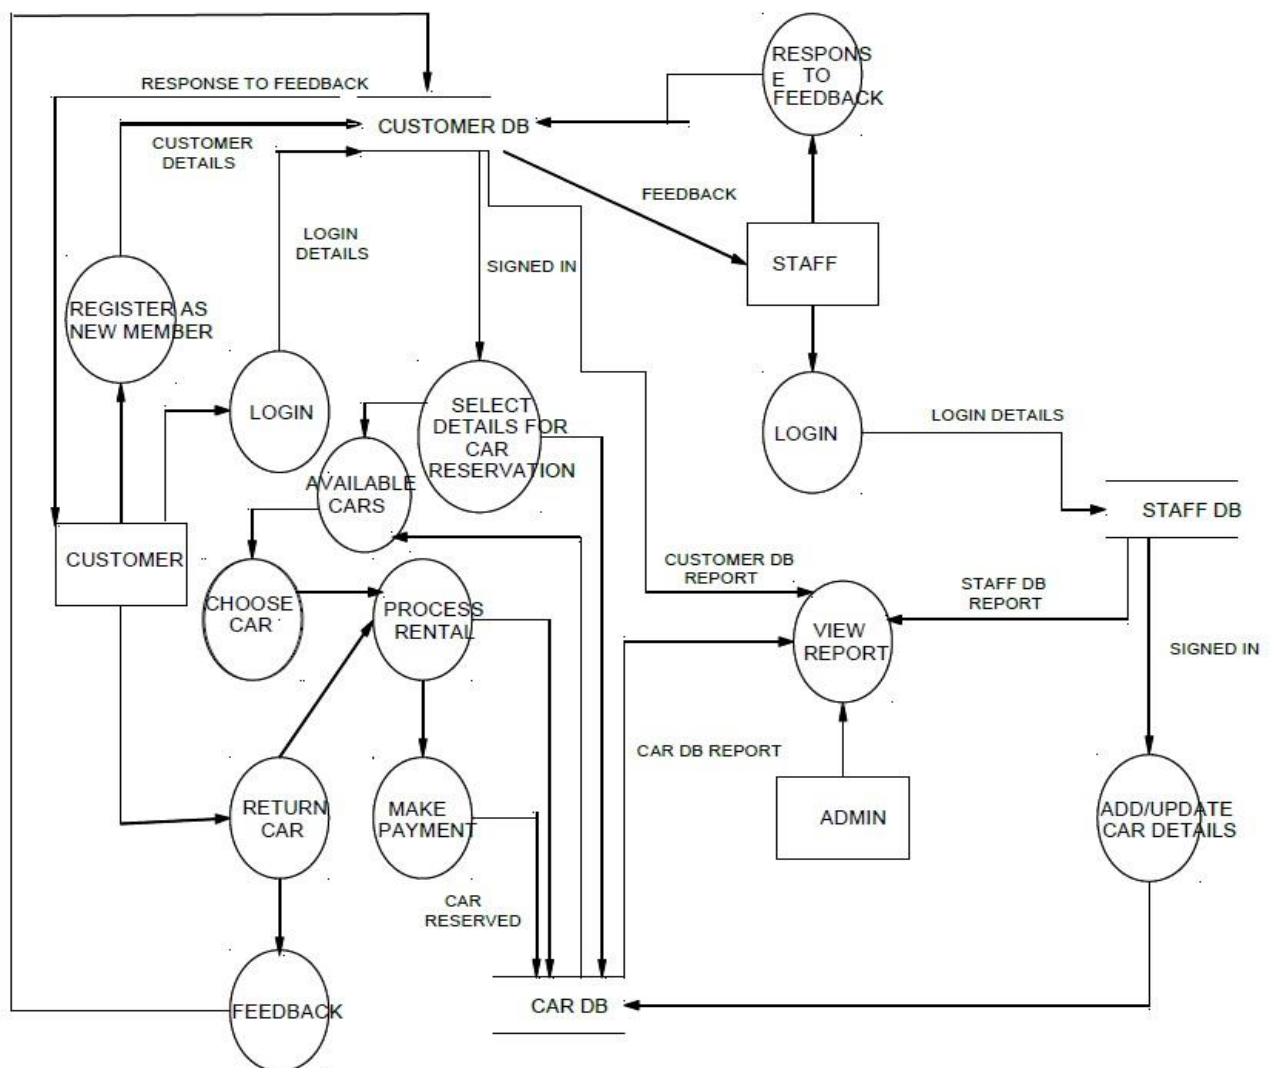 RESPONS
E TO
FEEDBACK
RESPONSE TO FEEDBACK
CUSTOMER DB
CUSTOMER
DETAILS
FEEDBACK
LOGIN
DETAILS
SIGNED IN
STAFF
REGISTER AS
NEW MEMBER
LOGIN
SELECT
DETAILS FOR
CAR
RESERVATION
LOGIN
LOGIN DETAILS
AVAILABLE
CARS
STAFF DB
CUSTOMER
CUSTOMER DB
REPORT
STAFF DB
REPORT
CHOOSE
CAR
PROCESS
RENTAL
VIEW
REPORT
SIGNED IN
CAR DB REPORT
RETURN
CAR
MAKE
PAYMENT
ADMIN
ADD/UPDATE
CAR DETAILS
CAR
RESERVED
FEEDBACK
CAR DB